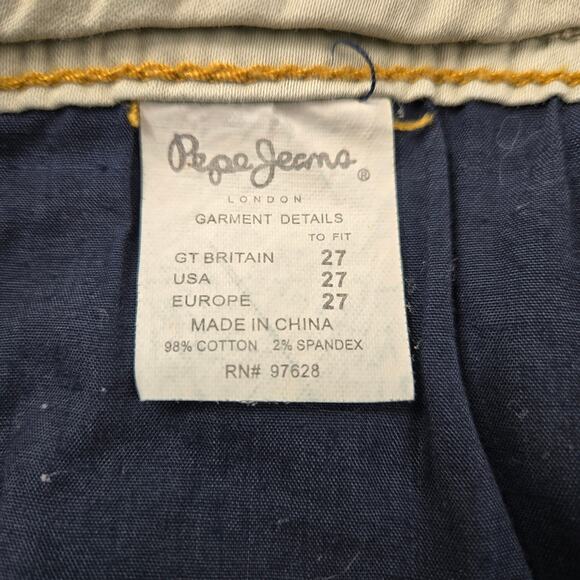 Pepe Jeans ®
LONDON
GARMENT DETAILS
TO FIT
GT BRITAIN 27
USA 27
EUROPE 27
MADE IN CHINA
98% COTTON 2% SPANDEX
RN# 97628